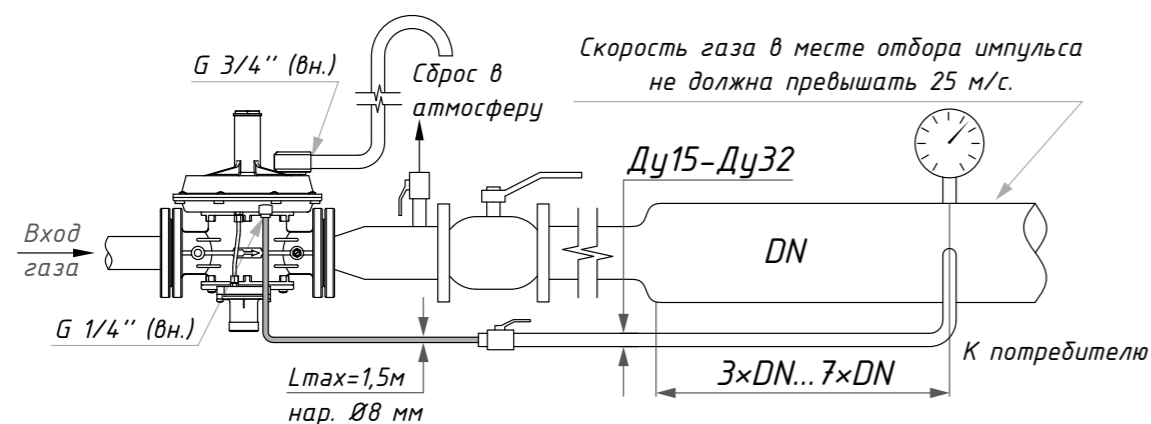 G 3/4'' (вн.)
Сброс в
атмосферу
Скорость газа в месте отбора импульса
не должна превышать 25 м/с.
Ду15-Ду32
Вход
газа
DN
G 1/4'' (вн.)
Lmax=1,5м
нар. Ø8 мм
3×DN... 7×DN
К потребителю